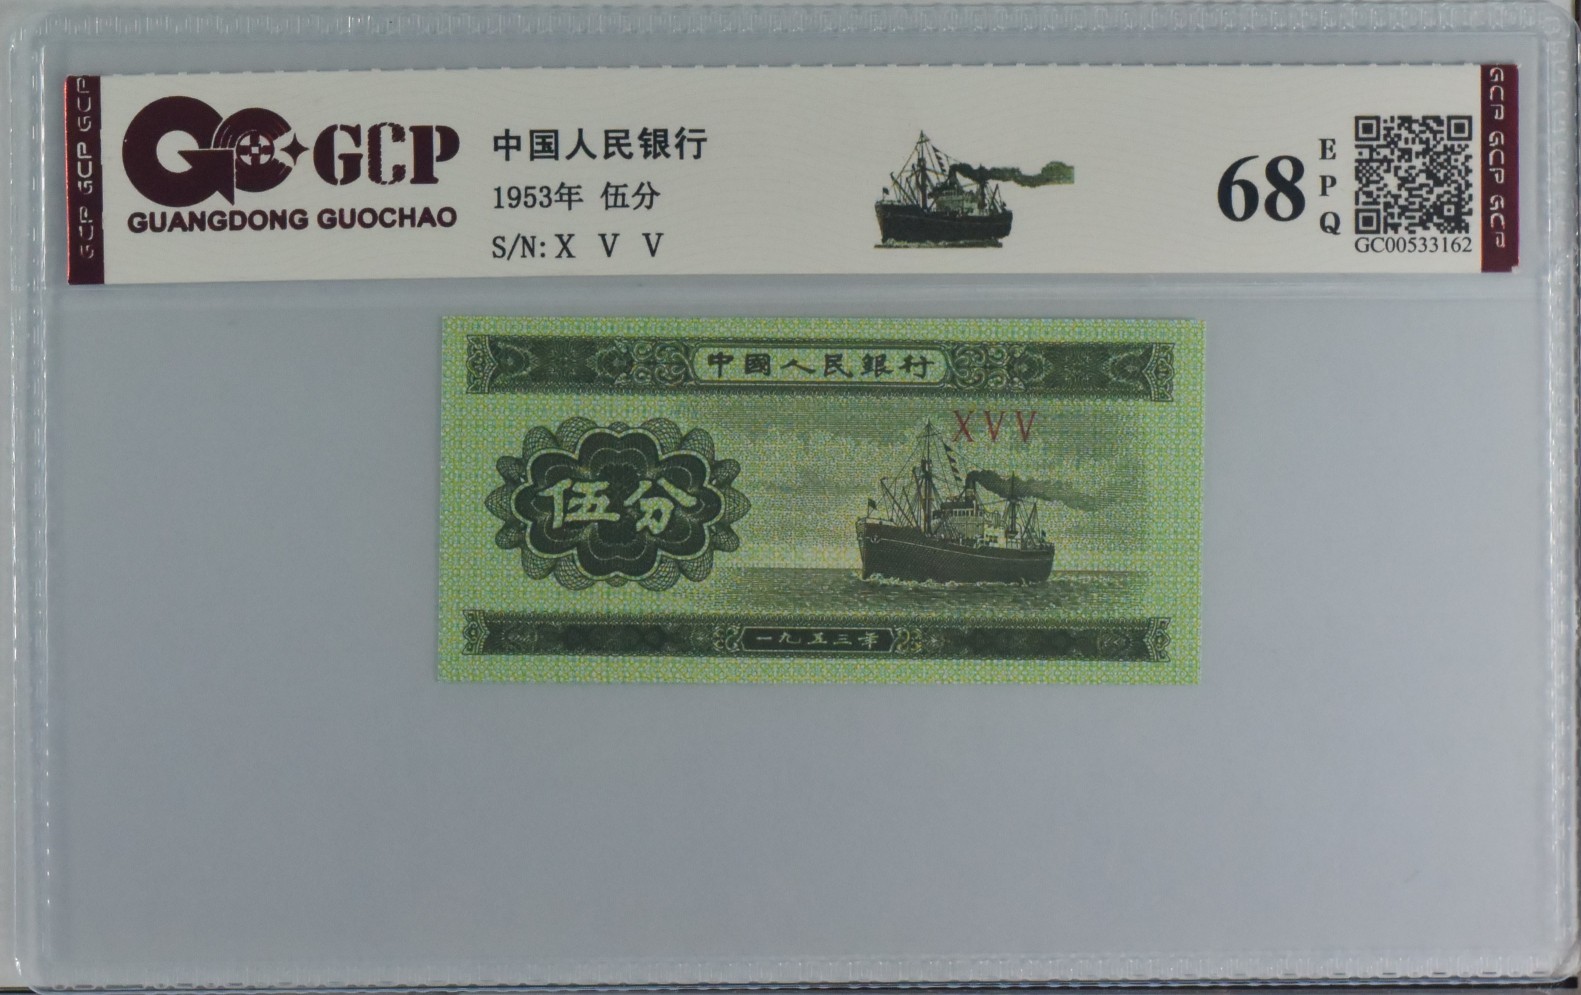 GCP GCP GCP
GCP
GUANGDONG GUOCHAO
中国人民银行
1953年 伍分
S/N: X V V
68
E
P
Q
GC00533162
GCP GCP GCP
中國人民銀行
XVV
伍分
一九五三年